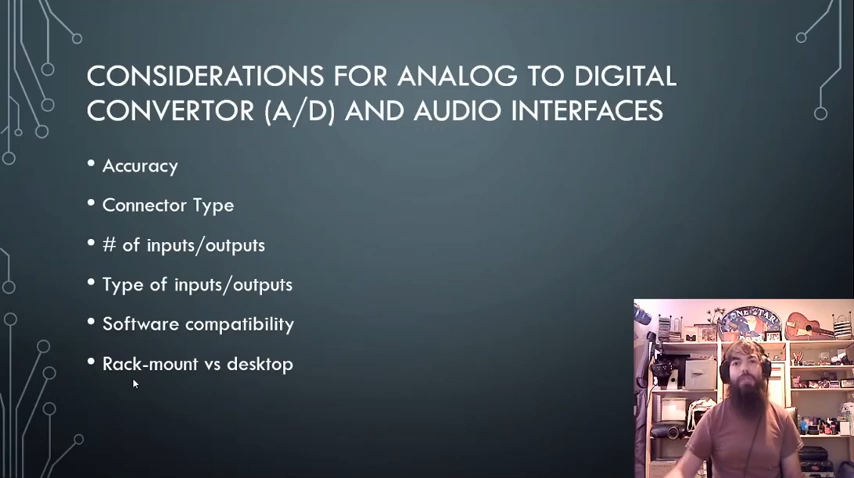 CONSIDERATIONS FOR ANALOG TO DIGITAL
CONVERTOR (A/D) AND AUDIO INTERFACES
• Accuracy
• Connector Type
• # of inputs/outputs
• Type of inputs/outputs
• Software compatibility
• Rack-mount vs desktop